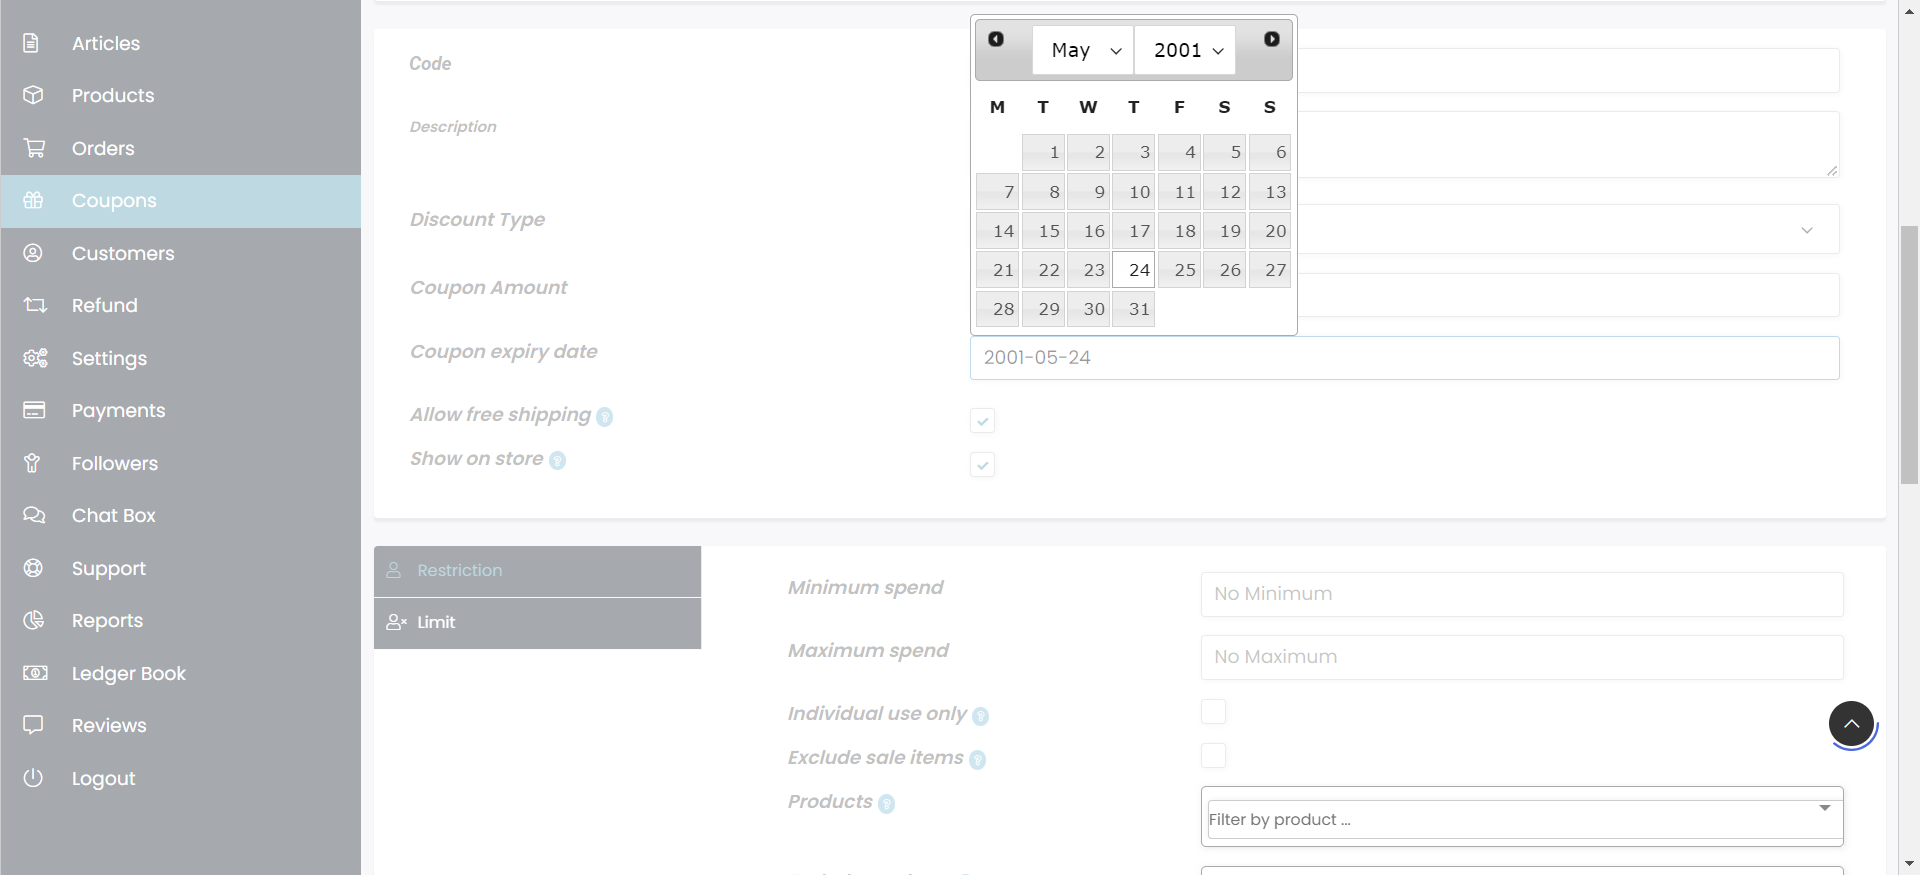 Articles
Products
Orders
Coupons
Customers
Refund
Settings
Payments
Followers
Chat Box
Support
Reports
Ledger Book
Reviews
Logout
Code
Description
Discount Type
Coupon Amount
Coupon expiry date
Allow free shipping ?
Show on store ?
May 2001
M T W T F S S
1 2 3 4 5 6
7 8 9 10 11 12 13
14 15 16 17 18 19 20
21 22 23 24 25 26 27
28 29 30 31
2001-05-24
Restriction
Limit
Minimum spend
No Minimum
Maximum spend
No Maximum
Individual use only ?
Exclude sale items ?
Products ?
Filter by product ...